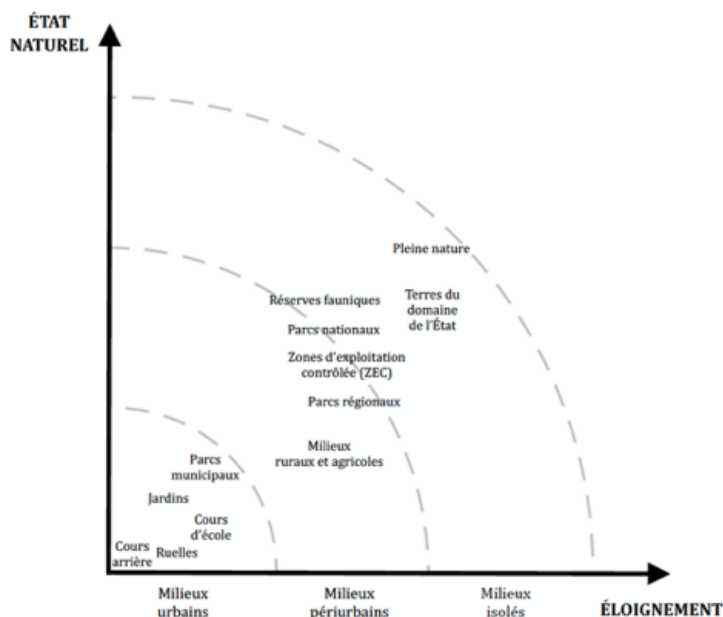 ÉTAT
NATUREL
Pleine nature
Réserves fauniques
Terres du
domaine
de l'État
Parcs nationaux
Zones d'exploitation
contrôlée (ZEC)
Parcs régionaux
Milieux
ruraux et agricoles
Parcs
municipaux
Jardins
Cours
d'école
Cours
arrière
Ruelles
Milieux
urbains
Milieux
périurbains
Milieux
isolés
ÉLOIGNEMENT